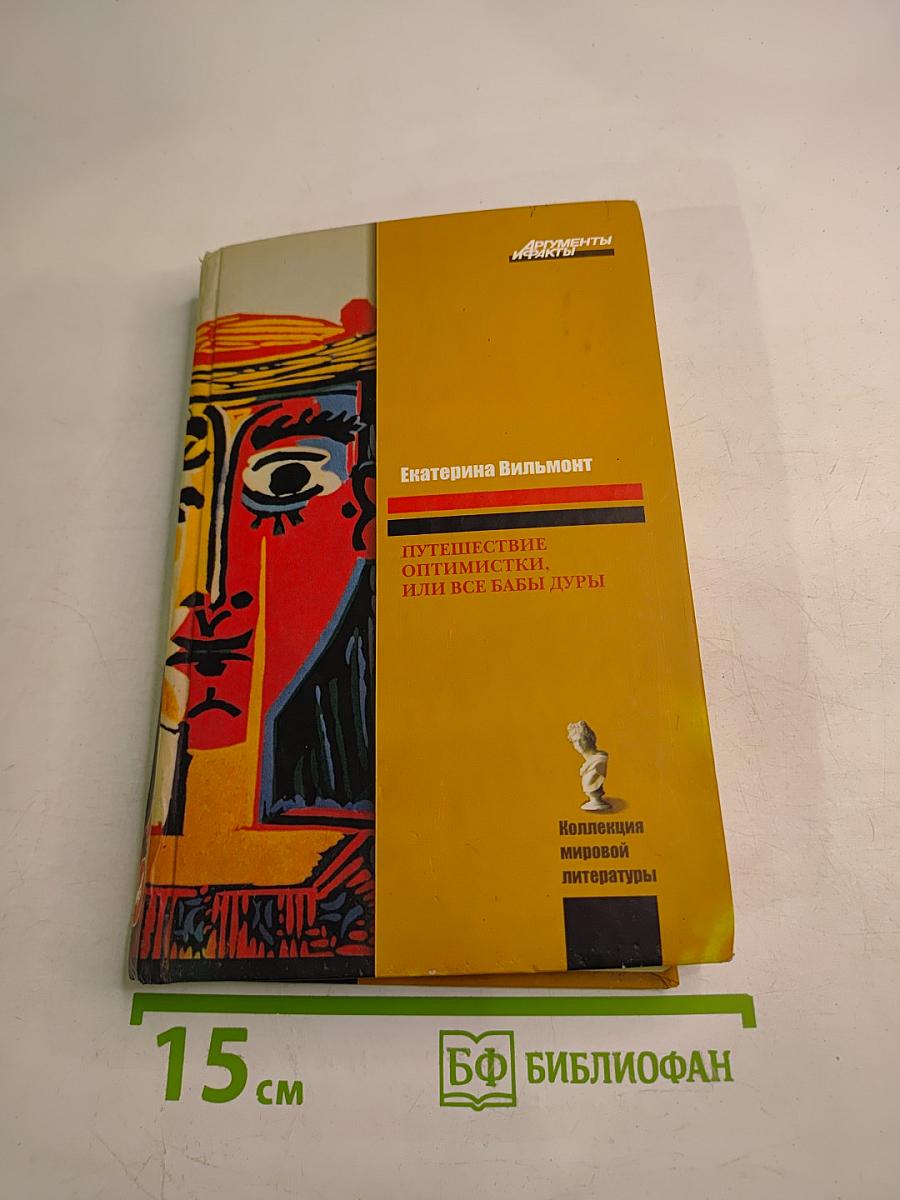 АРГУМЕНТЫ
И ФАКТЫ
Екатерина Вильмонт
ПУТЕШЕСТВИЕ
ОПТИМИСТКИ,
ИЛИ ВСЕ БАБЫ ДУРЫ
Коллекция
мировой
литературы
15 см
БФ БИБЛИОФАН